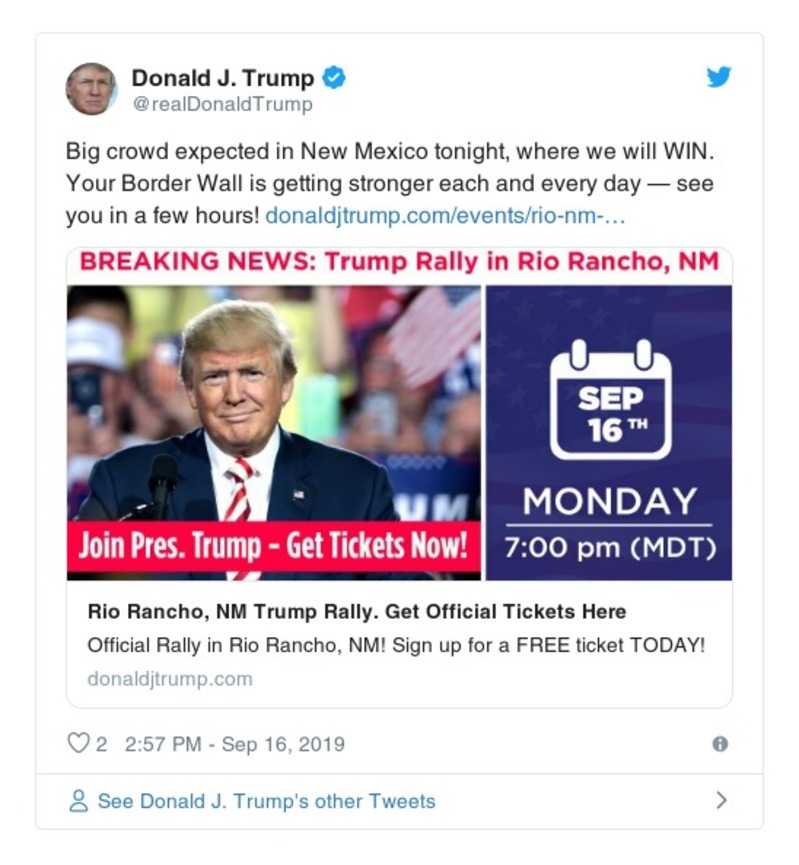 Donald J. Trump
@realDonaldTrump
Big crowd expected in New Mexico tonight, where we will WIN.
Your Border Wall is getting stronger each and every day — see
you in a few hours! donaldjtrump.com/events/rio-nm-…
BREAKING NEWS: Trump Rally in Rio Rancho, NM
SEP
16TH
UM
MONDAY
Join Pres. Trump - Get Tickets Now!
7:00 pm (MDT)
Rio Rancho, NM Trump Rally. Get Official Tickets Here
Official Rally in Rio Rancho, NM! Sign up for a FREE ticket TODAY!
donaldjtrump.com
2 2:57 PM - Sep 16, 2019
See Donald J. Trump's other Tweets